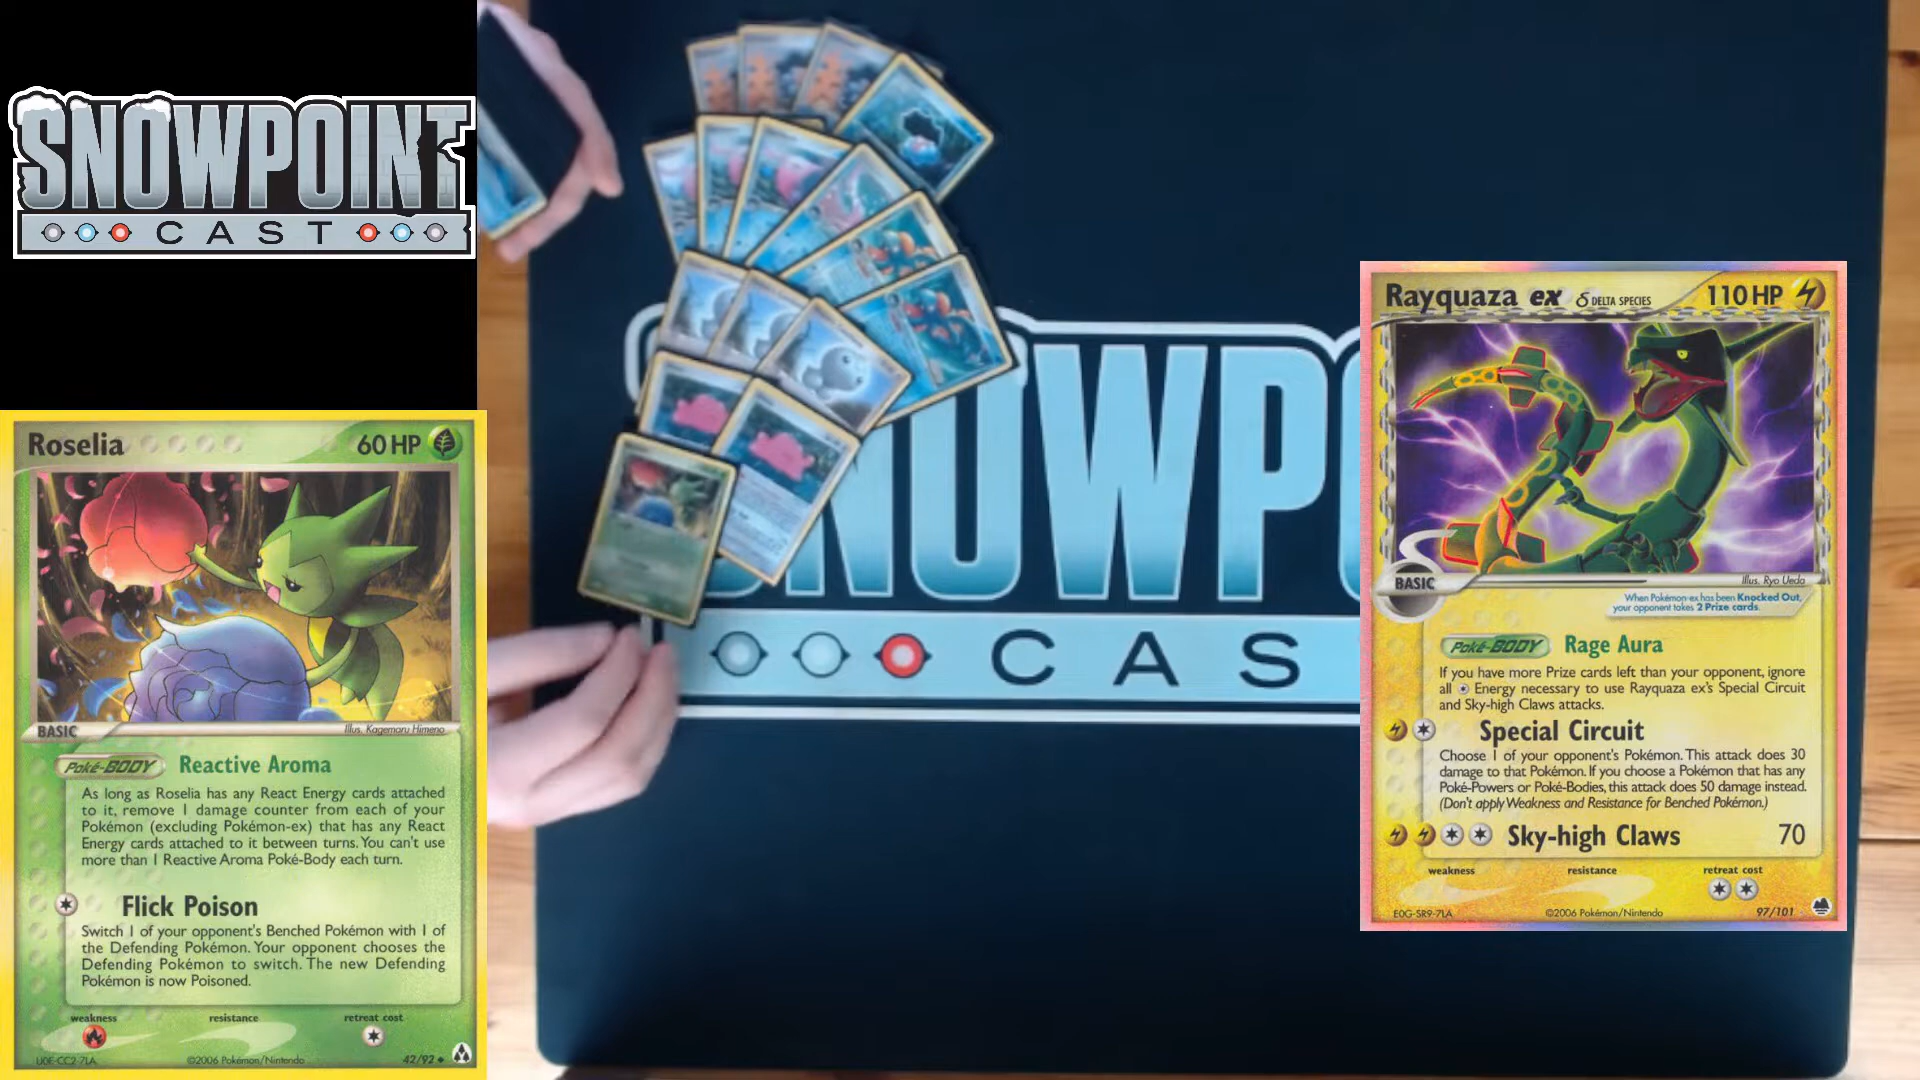 SNOWPOINT
CAST
Roselia
60 HP
BASIC
Illus. Kagemaru Himeno
Poké-BODY Reactive Aroma
As long as Roselia has any React Energy cards attached
to it, remove 1 damage counter from each of your
Pokémon (excluding Pokémon-ex) that has any React
Energy cards attached to it between turns. You can't use
more than 1 Reactive Aroma Poké-Body each turn.
Flick Poison
Switch 1 of your opponent's Benched Pokémon with 1 of
the Defending Pokémon. Your opponent chooses the
Defending Pokémon to switch. The new Defending
Pokémon is now Poisoned.
weakness resistance retreat cost
©2006 Pokémon/Nintendo
42/92
NOWP
CAS
Rayquaza ex δ DELTA SPECIES 110 HP
BASIC
Illus. Ryo Ueda
When Pokémon-ex has been Knocked Out,
your opponent takes 2 Prize cards.
Poké-BODY Rage Aura
If you have more Prize cards left than your opponent, ignore
all Energy necessary to use Rayquaza ex's Special Circuit
and Sky-high Claws attacks.
Special Circuit
Choose 1 of your opponent's Pokémon. This attack does 30
damage to that Pokémon. If you choose a Pokémon that has any
Poké-Powers or Poké-Bodies, this attack does 50 damage instead.
(Don't apply Weakness and Resistance for Benched Pokémon.)
Sky-high Claws 70
weakness resistance retreat cost
E0G-SR9-7LA ©2006 Pokémon/Nintendo 97/101